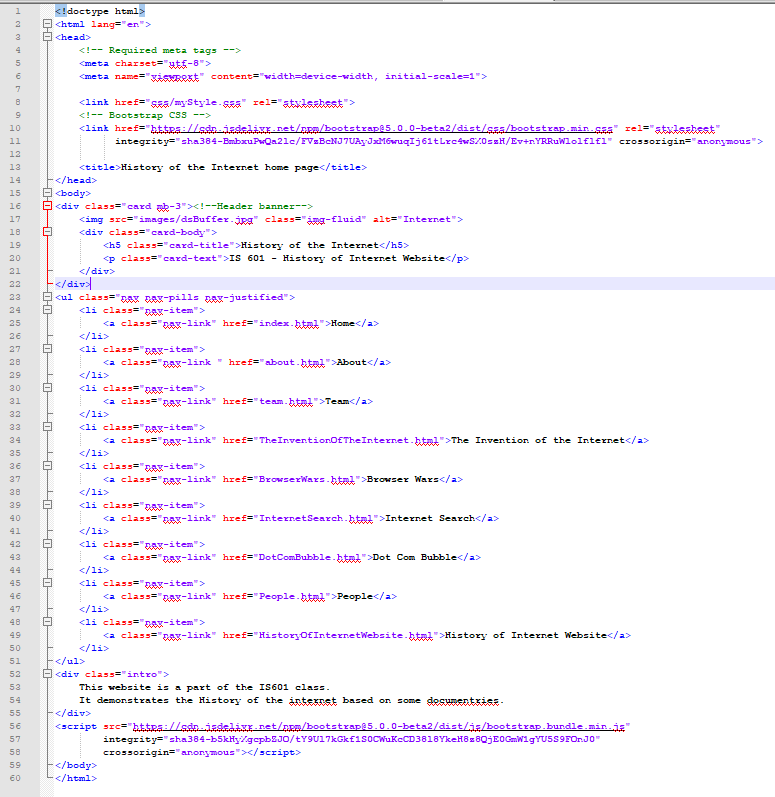 1 <!doctype html>
2 <html lang="en">
3 <head>
4 <!-- Required meta tags -->
5 <meta charset="utf-8">
6 <meta name="viewport" content="width=device-width, initial-scale=1">
7
8 <link href="css/myStyle.css" rel="stylesheet">
9 <!-- Bootstrap CSS -->
10 <link href="https://cdn.jsdelivr.net/npm/bootstrap@5.0.0-beta2/dist/css/bootstrap.min.css" rel="stylesheet"
11 integrity="sha384-BmbxuPwQa2lc/FVzBcNJ7UAyJxM6wuqIj61tLrc4wSX0szH/Ev+nYRRuWlolflfl" crossorigin="anonymous">
12
13 <title>History of the Internet home page</title>
14 </head>
15 <body>
16 <div class="card mb-3"><!--Header banner-->
17 <img src="images/dsBuffer.jpg" class="img-fluid" alt="Internet">
18 <div class="card-body">
19 <h5 class="card-title">History of the Internet</h5>
20 <p class="card-text">IS 601 - History of Internet Website</p>
21 </div>
22 </div>
23 <ul class="nav nav-pills nav-justified">
24 <li class="nav-item">
25 <a class="nav-link" href="index.html">Home</a>
26 </li>
27 <li class="nav-item">
28 <a class="nav-link " href="about.html">About</a>
29 </li>
30 <li class="nav-item">
31 <a class="nav-link" href="team.html">Team</a>
32 </li>
33 <li class="nav-item">
34 <a class="nav-link" href="TheInventionOfTheInternet.html">The Invention of the Internet</a>
35 </li>
36 <li class="nav-item">
37 <a class="nav-link" href="BrowserWars.html">Browser Wars</a>
38 </li>
39 <li class="nav-item">
40 <a class="nav-link" href="InternetSearch.html">Internet Search</a>
41 </li>
42 <li class="nav-item">
43 <a class="nav-link" href="DotComBubble.html">Dot Com Bubble</a>
44 </li>
45 <li class="nav-item">
46 <a class="nav-link" href="People.html">People</a>
47 </li>
48 <li class="nav-item">
49 <a class="nav-link" href="HistoryOfInternetWebsite.html">History of Internet Website</a>
50 </li>
51 </ul>
52 <div class="intro">
53 This website is a part of the IS601 class.
54 It demonstrates the History of the internet based on some documentries.
55 </div>
56 <script src="https://cdn.jsdelivr.net/npm/bootstrap@5.0.0-beta2/dist/js/bootstrap.bundle.min.js"
57 integrity="sha384-b5kHyXgcpbZJO/tY9Ul7kGkf1S0CWuKcCD38l8YkeH8z8QjE0GmW1gYU5S9FOnJ0"
58 crossorigin="anonymous"></script>
59 </body>
60 </html>